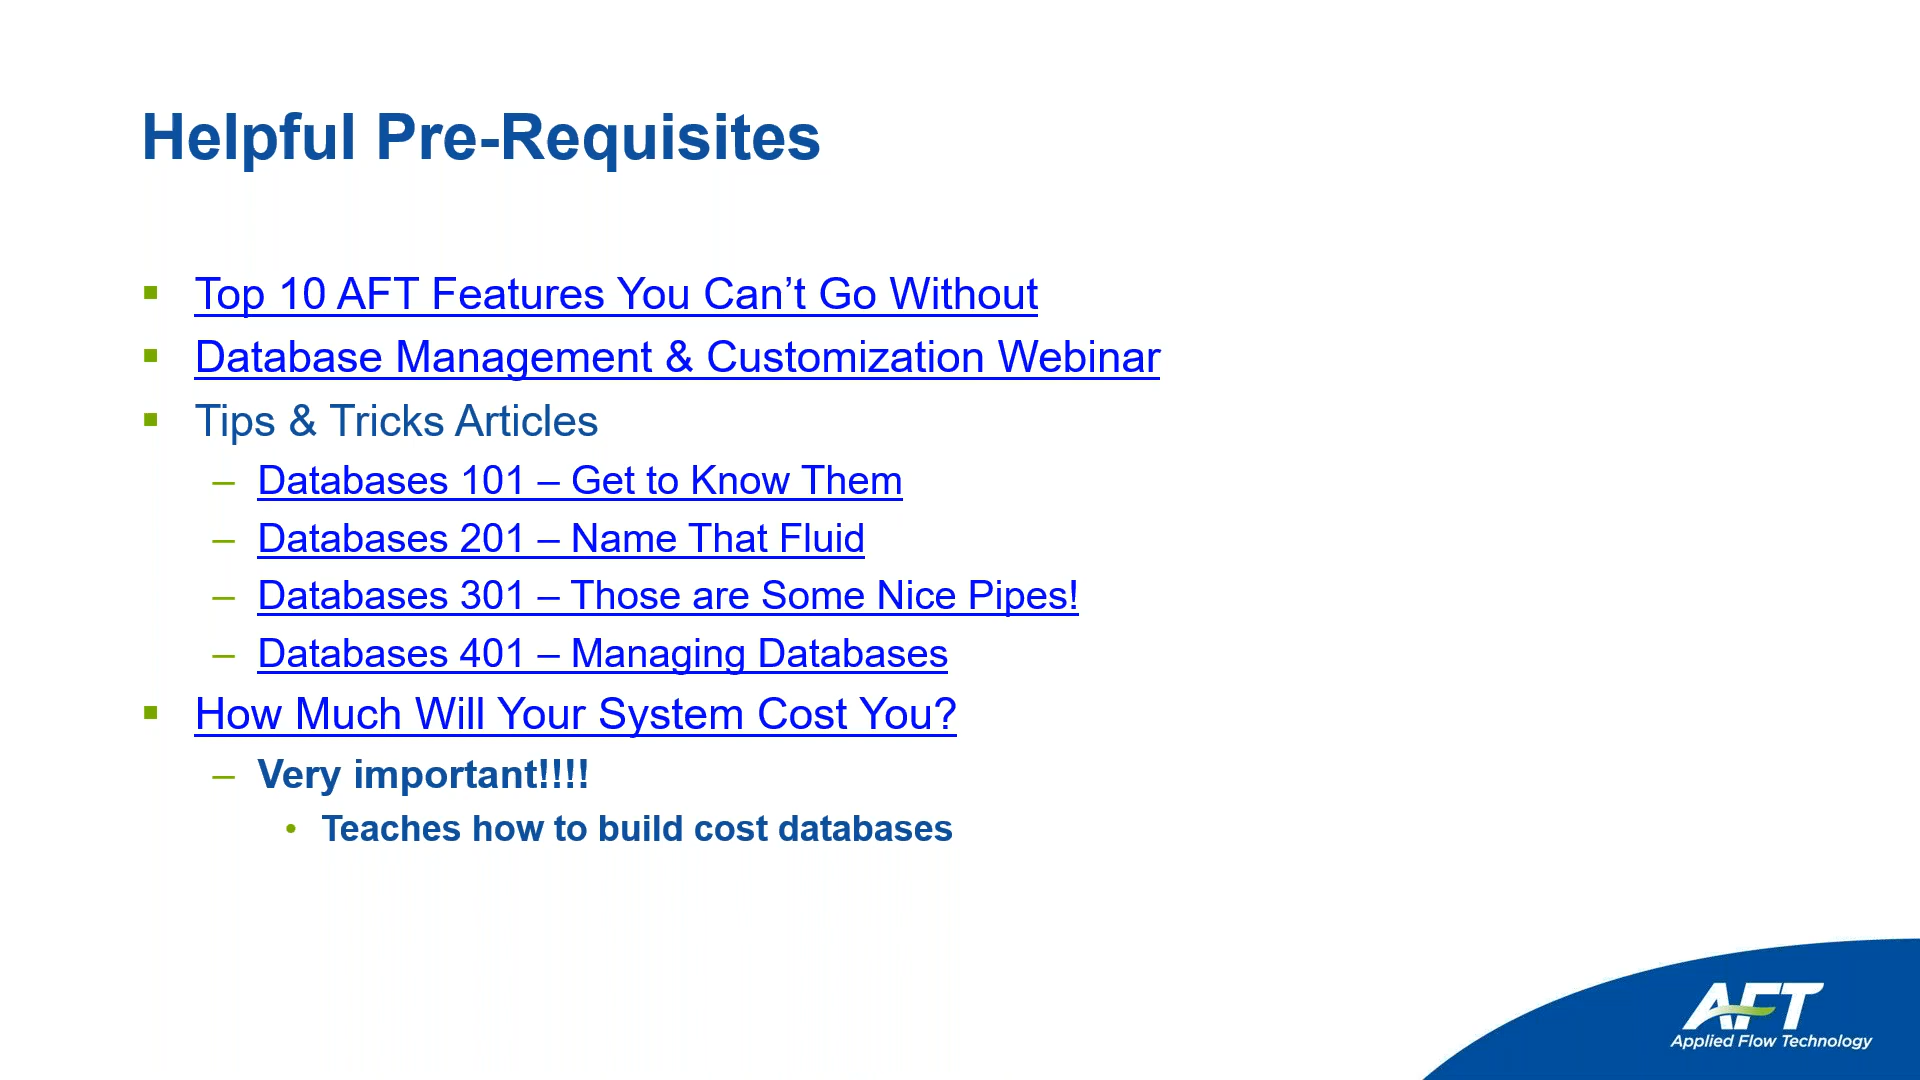 Helpful Pre-Requisites
Top 10 AFT Features You Can’t Go Without
Database Management & Customization Webinar
Tips & Tricks Articles
– Databases 101 – Get to Know Them
– Databases 201 – Name That Fluid
– Databases 301 – Those are Some Nice Pipes!
– Databases 401 – Managing Databases
How Much Will Your System Cost You?
– Very important!!!!
• Teaches how to build cost databases
AFT
Applied Flow Technology